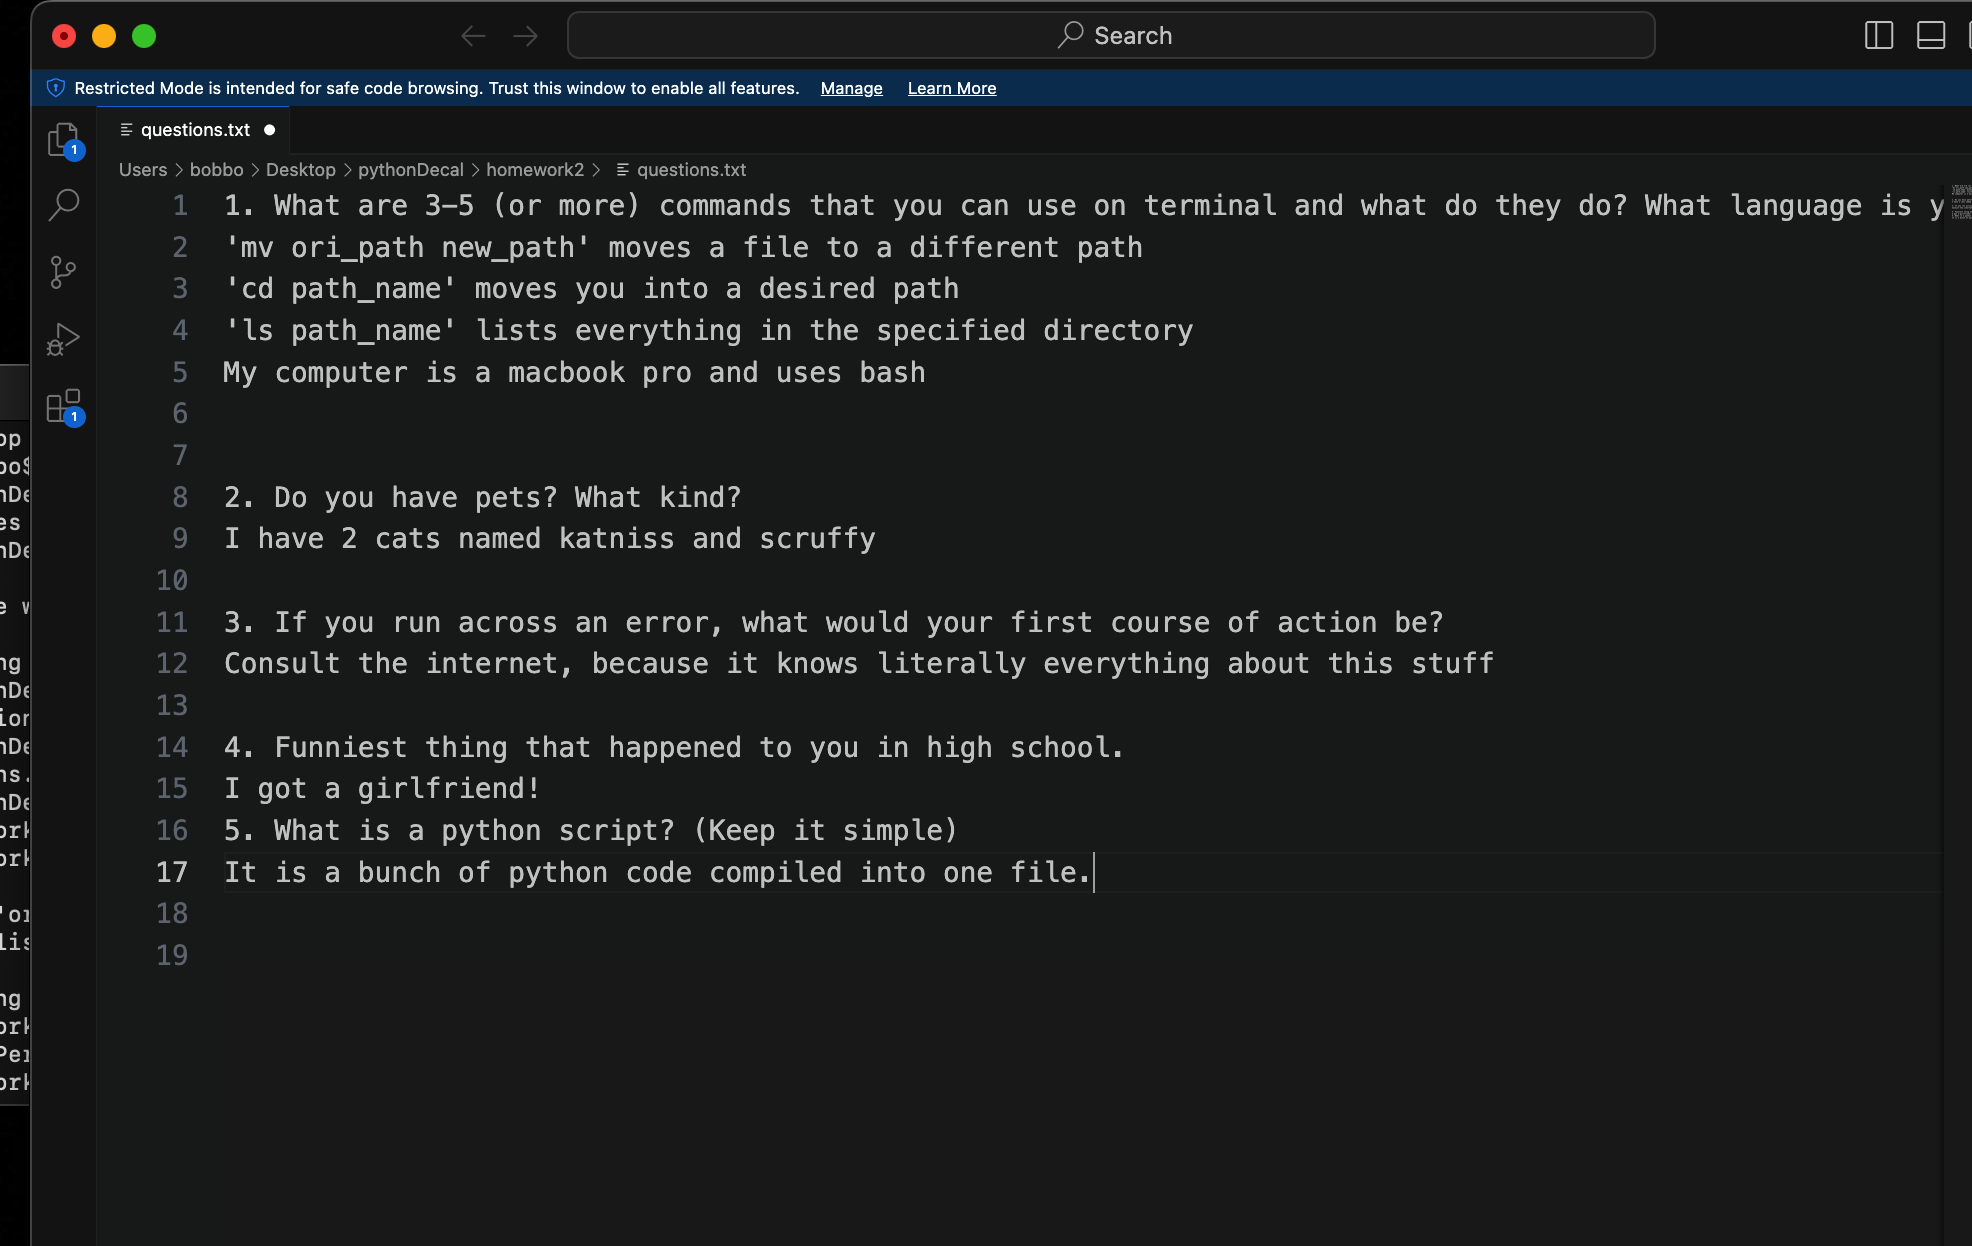 Search
Restricted Mode is intended for safe code browsing. Trust this window to enable all features. Manage Learn More
questions.txt
1
Users > bobbo > Desktop > pythonDecal > homework2 > questions.txt
1 1. What are 3-5 (or more) commands that you can use on terminal and what do they do? What language is y
2 'mv ori_path new_path' moves a file to a different path
3 'cd path_name' moves you into a desired path
4 'ls path_name' lists everything in the specified directory
5 My computer is a macbook pro and uses bash
1
6
7
8 2. Do you have pets? What kind?
9 I have 2 cats named katniss and scruffy
10
11 3. If you run across an error, what would your first course of action be?
12 Consult the internet, because it knows literally everything about this stuff
13
14 4. Funniest thing that happened to you in high school.
15 I got a girlfriend!
16 5. What is a python script? (Keep it simple)
17 It is a bunch of python code compiled into one file.
18
19